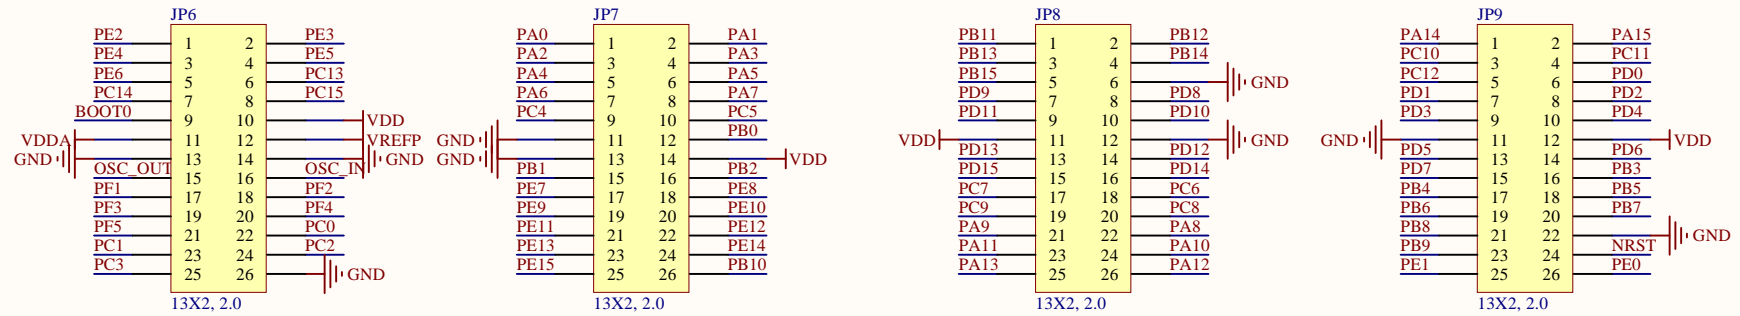 JP6 JP7 JP8 JP9
PE2 1 2 PE3 PA0 1 2 PA1 PB11 1 2 PB12 PA14 1 2 PA15
PE4 3 4 PE5 PA2 3 4 PA3 PB13 3 4 PB14 PC10 3 4 PC11
PE6 5 6 PC13 PA4 5 6 PA5 PB15 5 6 GND PC12 5 6 PD0
PC14 7 8 PC15 PA6 7 8 PA7 PD9 7 8 PD8 PD1 7 8 PD2
BOOT0 9 10 VDD PC4 9 10 PC5 PD11 9 10 PD10 PD3 9 10 PD4
VDDA 11 12 VREFP GND 11 12 PB0 VDD 11 12 GND GND 11 12 VDD
GND 13 14 GND GND 13 14 VDD PD13 13 14 PD12 PD5 13 14 PD6
OSC_OUT 15 16 OSC_IN PB1 15 16 PB2 PD15 15 16 PD14 PD7 15 16 PB3
PF1 17 18 PF2 PE7 17 18 PE8 PC7 17 18 PC6 PB4 17 18 PB5
PF3 19 20 PF4 PE9 19 20 PE10 PC9 19 20 PC8 PB6 19 20 PB7
PF5 21 22 PC0 PE11 21 22 PE12 PA9 21 22 PA8 PB8 21 22 GND
PC1 23 24 PC2 PE13 23 24 PE14 PA11 23 24 PA10 PB9 23 24 NRST
PC3 25 26 GND PE15 25 26 PB10 PA13 25 26 PA12 PE1 25 26 PE0
13X2, 2.0 13X2, 2.0 13X2, 2.0 13X2, 2.0